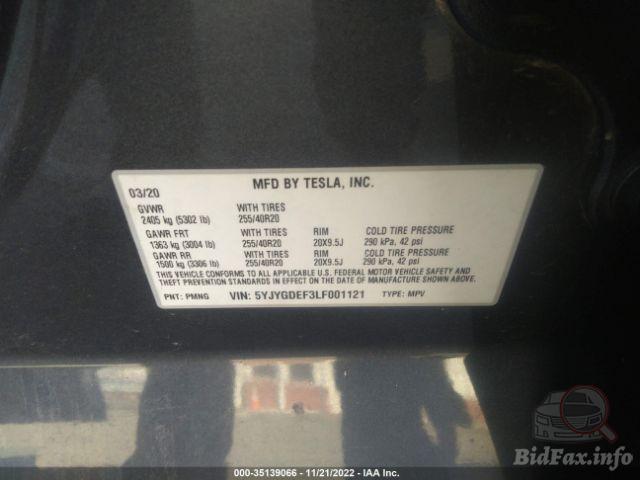 MFD BY TESLA, INC.
03/20
GVWR WITH TIRES
2405 kg (5302 lb) 255/40R20
GAWR FRT WITH TIRES RIM COLD TIRE PRESSURE
1363 kg (3004 lb) 255/40R20 20X9.5J 290 kPa, 42 psi
GAWR RR WITH TIRES RIM COLD TIRE PRESSURE
1500 kg (3306 lb) 255/40R20 20X9.5J 290 kPa, 42 psi
THIS VEHICLE CONFORMS TO ALL APPLICABLE U.S. FEDERAL MOTOR VEHICLE SAFETY AND
THEFT PREVENTION STANDARDS IN EFFECT ON THE DATE OF MANUFACTURE SHOWN ABOVE.
PNT: PMNG VIN: 5YJYGDEF3LF001121 TYPE: MPV
BidFax.info
000-35139066 - 11/21/2022 - IAA Inc.